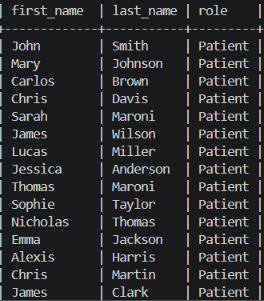 | first_name | last_name | role |
+------------+-----------+---------+
| John | Smith | Patient |
| Mary | Johnson | Patient |
| Carlos | Brown | Patient |
| Chris | Davis | Patient |
| Sarah | Maroni | Patient |
| James | Wilson | Patient |
| Lucas | Miller | Patient |
| Jessica | Anderson | Patient |
| Thomas | Maroni | Patient |
| Sophie | Taylor | Patient |
| Nicholas | Thomas | Patient |
| Emma | Jackson | Patient |
| Alexis | Harris | Patient |
| Chris | Martin | Patient |
| James | Clark | Patient |